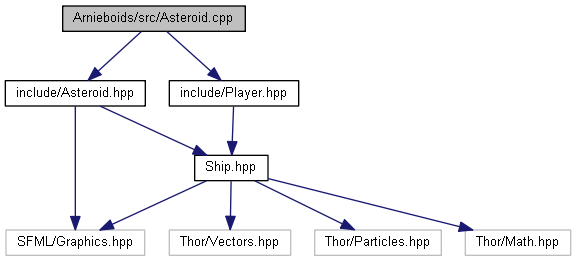 Arnieboids/src/Asteroid.cpp
include/Asteroid.hpp
include/Player.hpp
Ship.hpp
SFML/Graphics.hpp
Thor/Vectors.hpp
Thor/Particles.hpp
Thor/Math.hpp